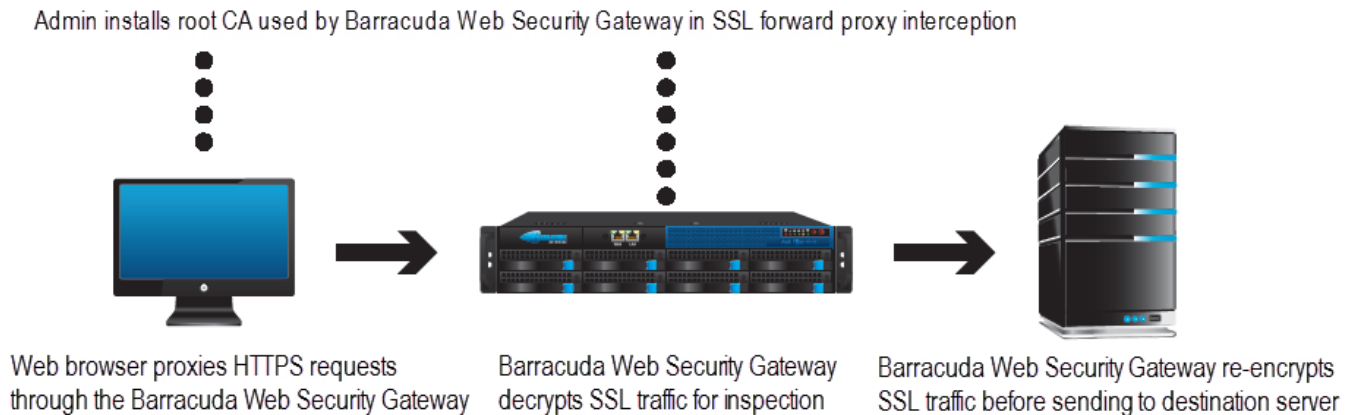 Admin installs root CA used by Barracuda Web Security Gateway in SSL forward proxy interception
Web browser proxies HTTPS requests
through the Barracuda Web Security Gateway
Barracuda Web Security Gateway
decrypts SSL traffic for inspection
Barracuda Web Security Gateway re-encrypts
SSL traffic before sending to destination server